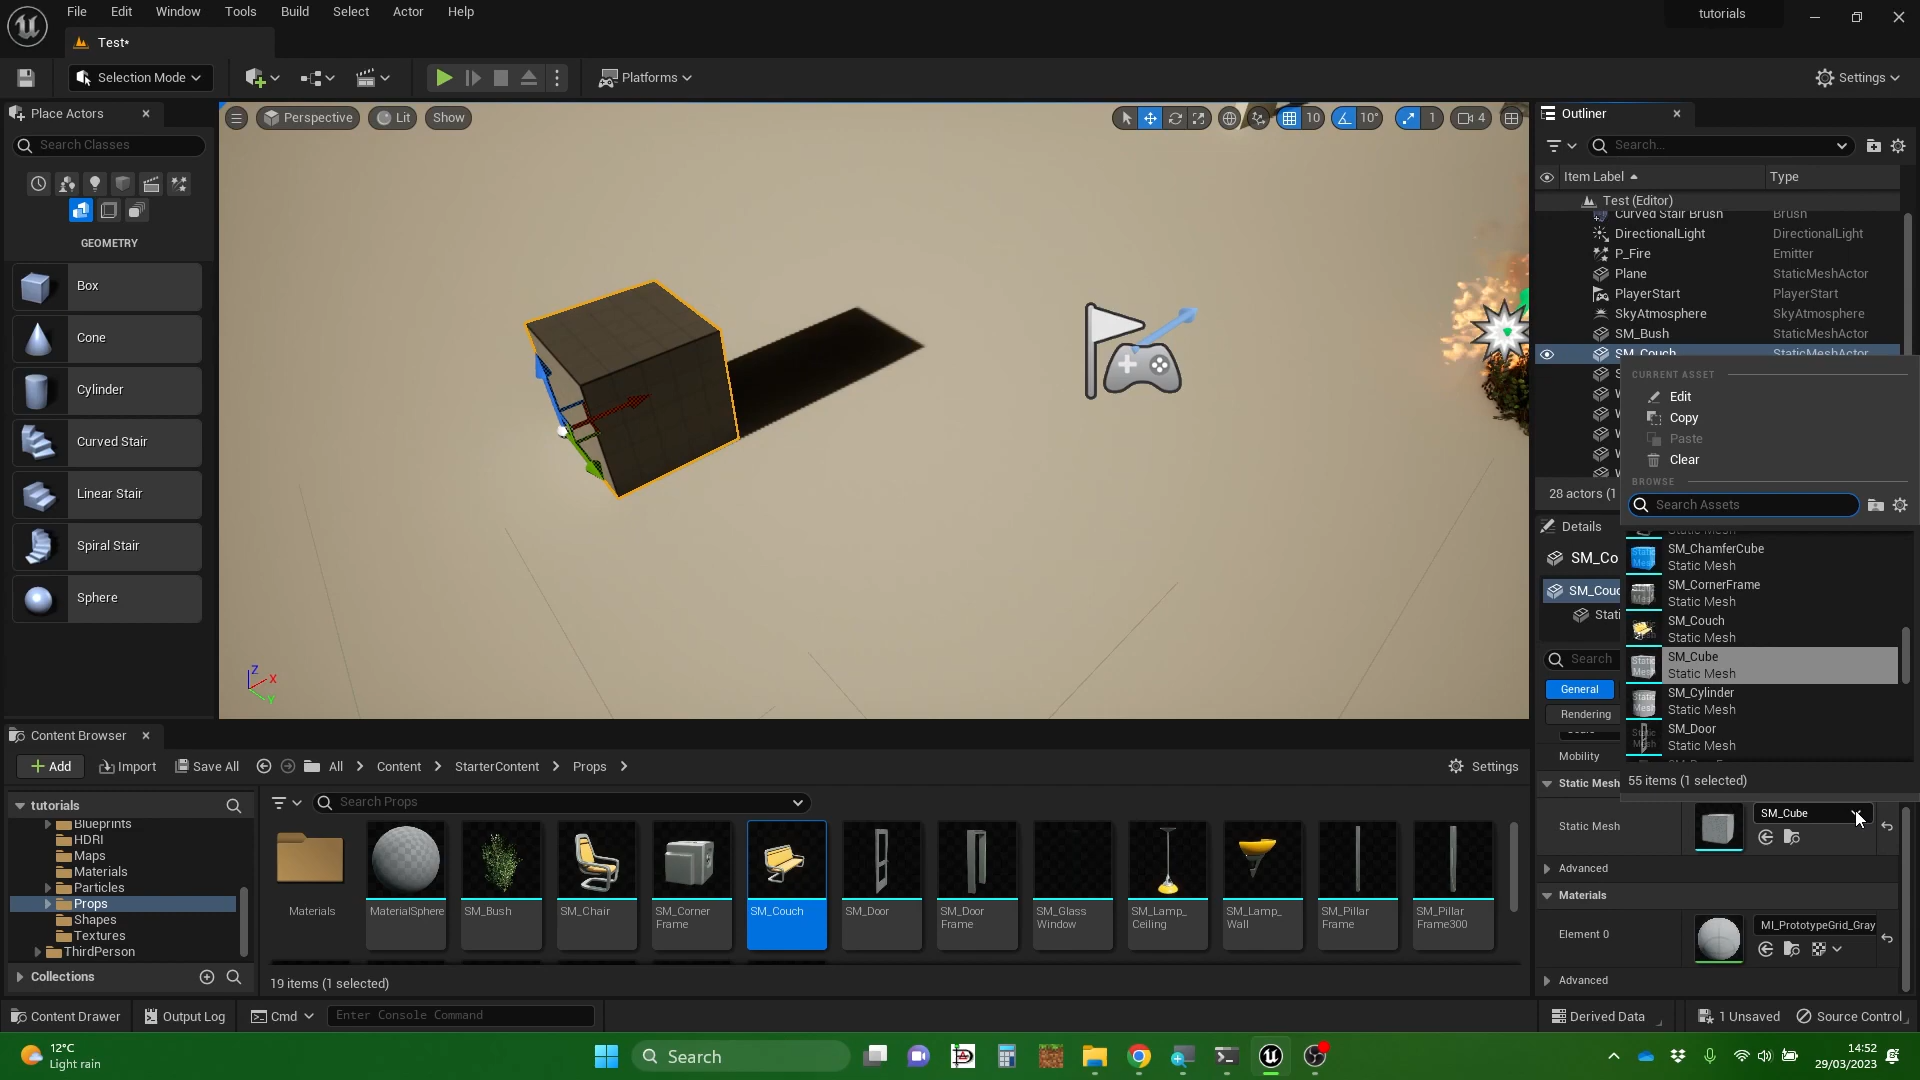 File Edit Window Tools Build Select Actor Help
tutorials
Test*
Selection Mode
Platforms
Settings
Place Actors
Search Classes
GEOMETRY
Box
Cone
Cylinder
Curved Stair
Linear Stair
Spiral Stair
Sphere
Perspective Lit Show
10 10° 1 4
Z X Y
Outliner
Search...
Item Label Type
Test (Editor)
Curved Stair Brush Brush
DirectionalLight DirectionalLight
P_Fire Emitter
Plane StaticMeshActor
PlayerStart PlayerStart
SkyAtmosphere SkyAtmosphere
SM_Bush StaticMeshActor
SM_Couch StaticMeshActor
28 actors (1
CURRENT ASSET
Edit
Copy
Paste
Clear
BROWSE
Search Assets
Static Mesh
SM_ChamferCube
Static Mesh
SM_CornerFrame
Static Mesh
SM_Couch
Static Mesh
SM_Cube
Static Mesh
SM_Cylinder
Static Mesh
SM_Door
Static Mesh
55 items (1 selected)
Details
SM_Co
SM_Couc
Stati
Search
General
Rendering
Mobility
Static Mesh
Static Mesh SM_Cube
Advanced
Materials
Element 0 MI_PrototypeGrid_Gray
Advanced
Content Browser
Add Import Save All All Content StarterContent Props Settings
tutorials
Blueprints
HDRI
Maps
Materials
Particles
Props
Shapes
Textures
ThirdPerson
Collections
Search Props
Materials
MaterialSphere
SM_Bush
SM_Chair
SM_Corner
Frame
SM_Couch
SM_Door
SM_Door
Frame
SM_Glass
Window
SM_Lamp_
Ceiling
SM_Lamp_
Wall
SM_Pillar
Frame
SM_Pillar
Frame300
19 items (1 selected)
Content Drawer Output Log Cmd Enter Console Command Derived Data 1 Unsaved Source Control
12°C
Light rain
Search
14:52
29/03/2023